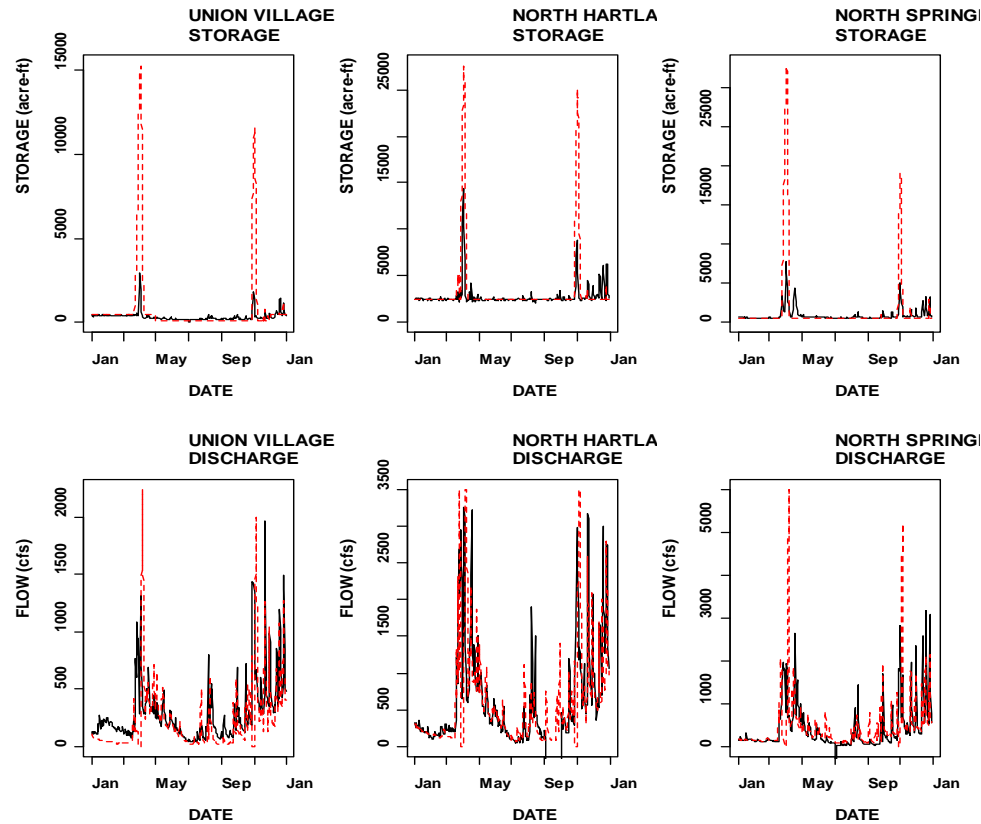 UNION VILLAGE
STORAGE
STORAGE (acre-ft)
15000
10000
5000
0
Jan May Sep Jan
DATE
NORTH HARTLA
STORAGE
STORAGE (acre-ft)
25000
15000
5000
0
Jan May Sep Jan
DATE
NORTH SPRING
STORAGE
STORAGE (acre-ft)
25000
15000
5000
0
Jan May Sep Jan
DATE
UNION VILLAGE
DISCHARGE
FLOW (cfs)
2000
1500
1000
500
0
Jan May Sep Jan
DATE
NORTH HARTLA
DISCHARGE
FLOW (cfs)
3500
2500
1500
500
0
Jan May Sep Jan
DATE
NORTH SPRING
DISCHARGE
FLOW (cfs)
5000
3000
1000
0
Jan May Sep Jan
DATE